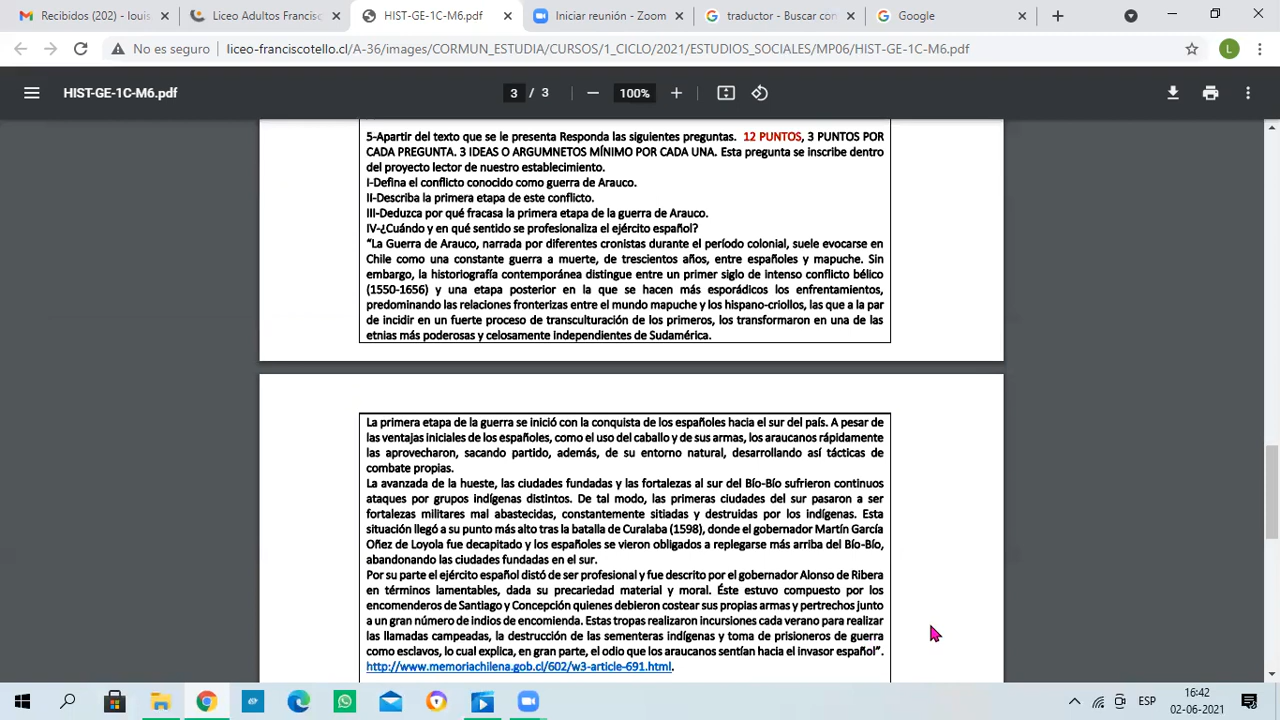 Recibidos (202) - louis
Liceo Adultos Francisc
HIST-GE-1C-M6.pdf
Iniciar reunión - Zoom
traductor - Buscar con
Google
No es seguro
liceo-franciscotello.cl/A-36/images/CORMUN_ESTUDIA/CURSOS/1_CICLO/2021/ESTUDIOS_SOCIALES/MP06/HIST-GE-1C-M6.pdf
L
HIST-GE-1C-M6.pdf
3 / 3
100%
5-Apartir del texto que se le presenta Responda las siguientes preguntas. 12 PUNTOS, 3 PUNTOS POR
CADA PREGUNTA. 3 IDEAS O ARGUMNETOS MÍNIMO POR CADA UNA. Esta pregunta se inscribe dentro
del proyecto lector de nuestro establecimiento.
I-Defina el conflicto conocido como guerra de Arauco.
II-Describa la primera etapa de este conflicto.
III-Deduzca por qué fracasa la primera etapa de la guerra de Arauco.
IV-¿Cuándo y en qué sentido se profesionaliza el ejército español?
“La Guerra de Arauco, narrada por diferentes cronistas durante el período colonial, suele evocarse en
Chile como una constante guerra a muerte, de trescientos años, entre españoles y mapuche. Sin
embargo, la historiografía contemporánea distingue entre un primer siglo de intenso conflicto bélico
(1550-1656) y una etapa posterior en la que se hacen más esporádicos los enfrentamientos,
predominando las relaciones fronterizas entre el mundo mapuche y los hispano-criollos, las que a la par
de incidir en un fuerte proceso de transculturación de los primeros, los transformaron en una de las
etnias más poderosas y celosamente independientes de Sudamérica.
La primera etapa de la guerra se inició con la conquista de los españoles hacia el sur del país. A pesar de
las ventajas iniciales de los españoles, como el uso del caballo y de sus armas, los araucanos rápidamente
las aprovecharon, sacando partido, además, de su entorno natural, desarrollando así tácticas de
combate propias.
La avanzada de la hueste, las ciudades fundadas y las fortalezas al sur del Bío-Bío sufrieron continuos
ataques por grupos indígenas distintos. De tal modo, las primeras ciudades del sur pasaron a ser
fortalezas militares mal abastecidas, constantemente sitiadas y destruidas por los indígenas. Esta
situación llegó a su punto más alto tras la batalla de Curalaba (1598), donde el gobernador Martín García
Oñez de Loyola fue decapitado y los españoles se vieron obligados a replegarse más arriba del Bío-Bío,
abandonando las ciudades fundadas en el sur.
Por su parte el ejército español distó de ser profesional y fue descrito por el gobernador Alonso de Ribera
en términos lamentables, dada su precariedad material y moral. Éste estuvo compuesto por los
encomenderos de Santiago y Concepción quienes debieron costear sus propias armas y pertrechos junto
a un gran número de indios de encomienda. Estas tropas realizaron incursiones cada verano para realizar
las llamadas campeadas, la destrucción de las sementeras indígenas y toma de prisioneros de guerra
como esclavos, lo cual explica, en gran parte, el odio que los araucanos sentían hacia el invasor español”.
http://www.memoriachilena.gob.cl/602/w3-article-691.html.
ESP
16:42
02-06-2021